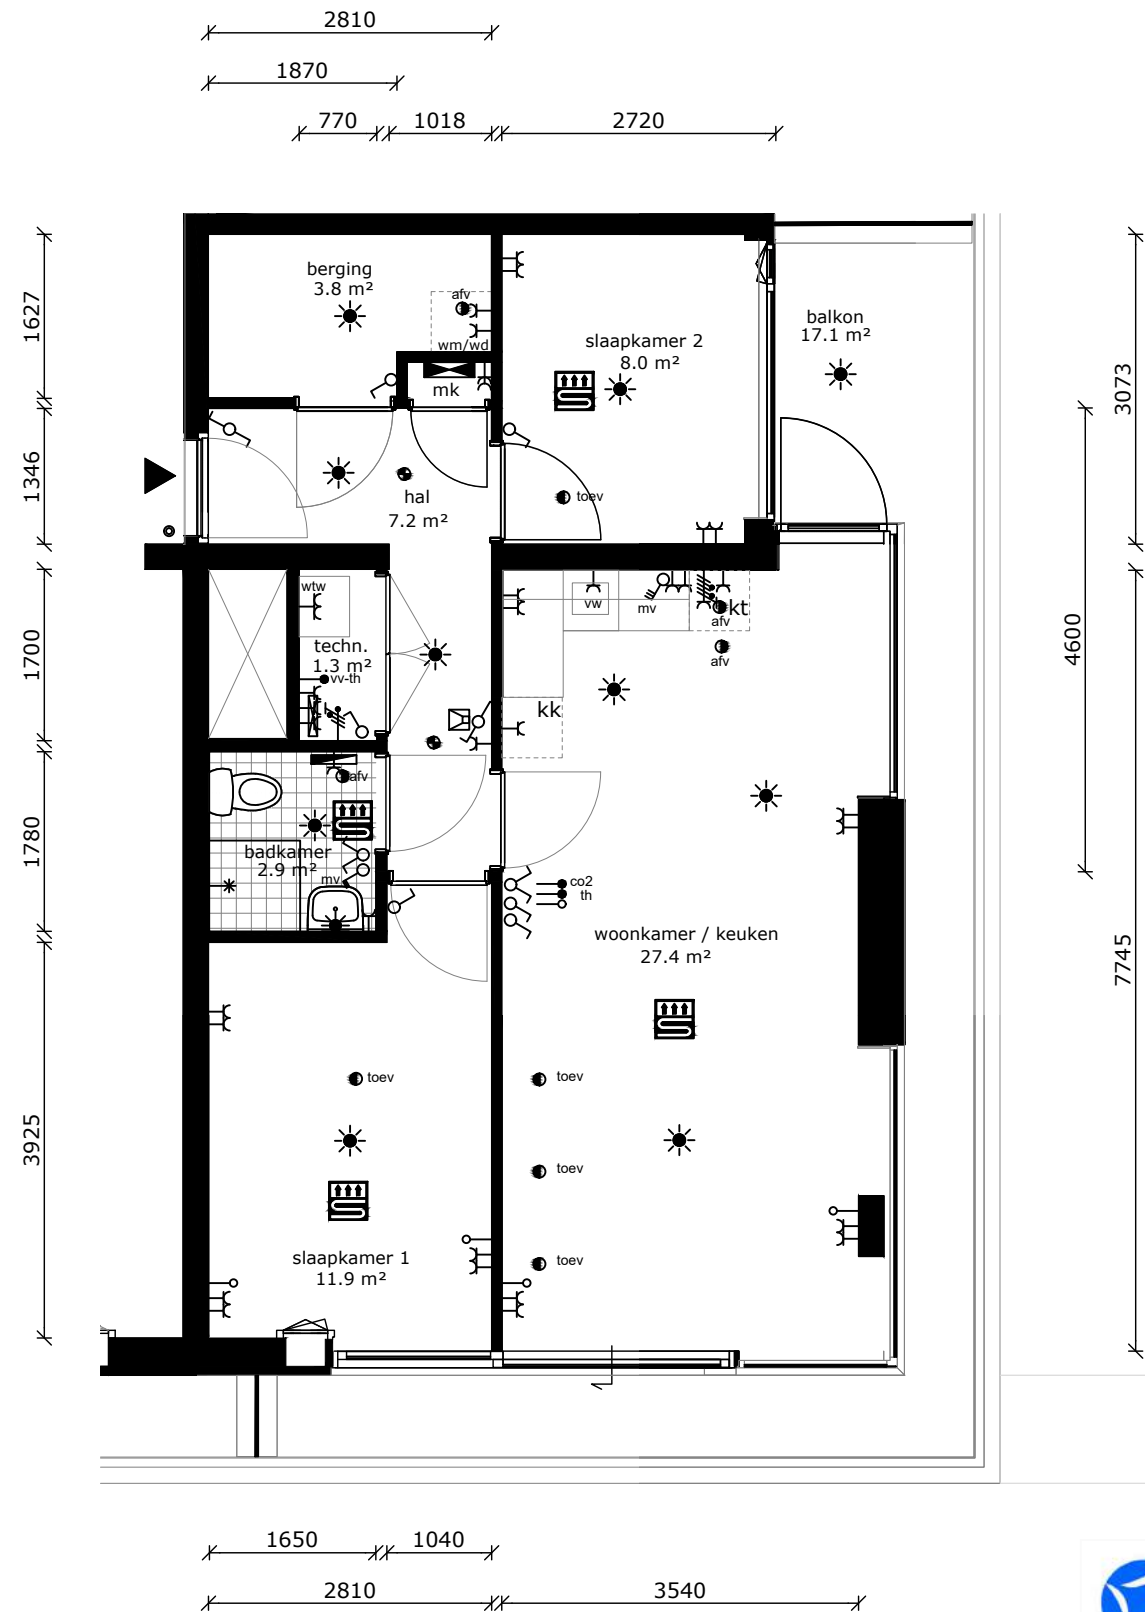 2810
1870
770 1018 2720
berging
3.8 m²
afv
wm/wd
mk
slaapkamer 2
8.0 m²
balkon
17.1 m²
1627
3073
1346
hal
7.2 m²
toev
4600
wtw
techn.
1.3 m²
vv-th
1700
vw
mv
kt
afv
afv
kk
afv
badkamer
2.9 m²
mv
1780
co2
th
woonkamer / keuken
27.4 m²
7745
toev
toev
3925
toev
slaapkamer 1
11.9 m²
toev
1650 1040
2810 3540